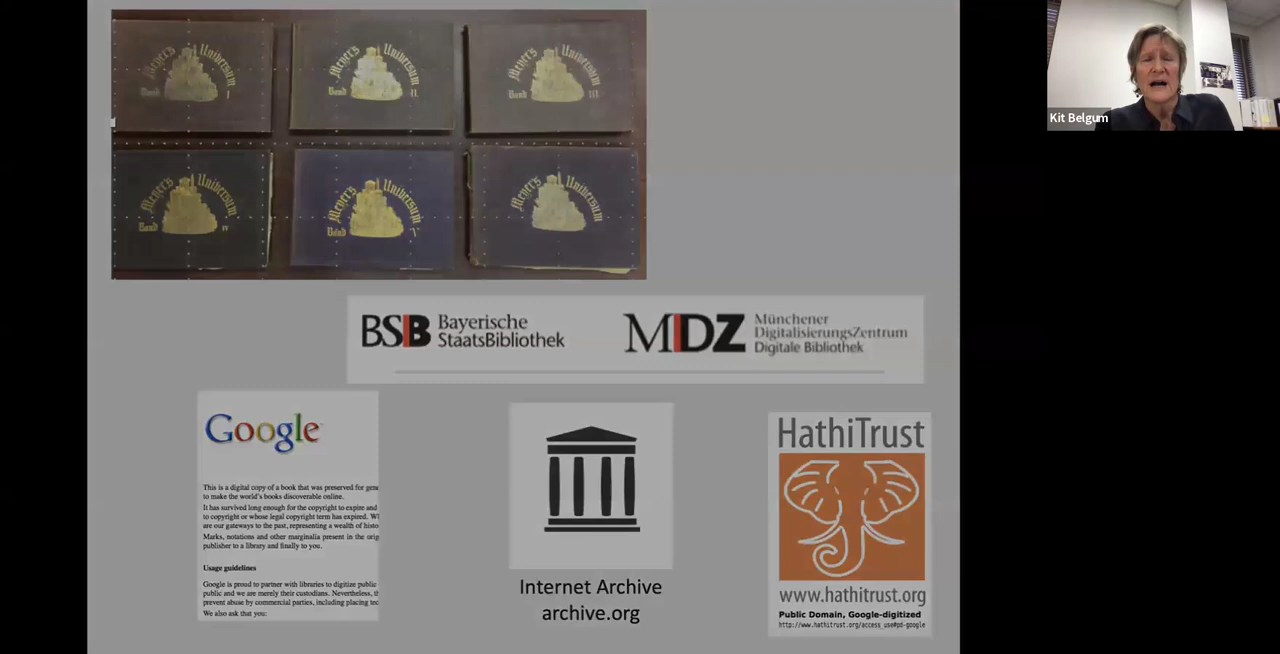 Meyer's Universum
Band I
Meyer's Universum
Band II
Meyer's Universum
Band III
Meyer's Universum
Band IV
Meyer's Universum
Band V
Meyer's Universum
Kit Belgum
BSB Bayerische
StaatsBibliothek
MDZ Münchener
DigitalisierungsZentrum
Digitale Bibliothek
Google
This is a digital copy of a book that was preserved for gene
to make the world's books discoverable online.
It has survived long enough for the copyright to expire and
to copyright or whose legal copyright term has expired. Wh
are our gateways to the past, representing a wealth of histo
Marks, notations and other marginalia present in the orig
publisher to a library and finally to you.
Usage guidelines
Google is proud to partner with libraries to digitize public
public and we are merely their custodians. Nevertheless, th
prevent abuse by commercial parties, including placing tec
We also ask that you:
Internet Archive
archive.org
HathiTrust
www.hathitrust.org
Public Domain, Google-digitized
http://www.hathitrust.org/access_use#pd-google